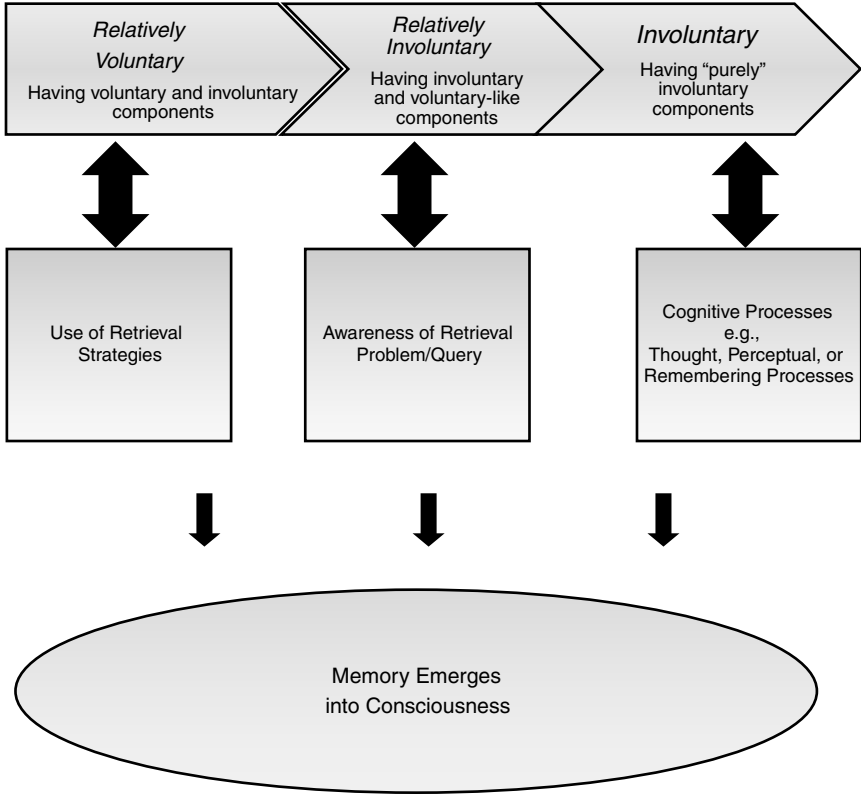 Relatively
Voluntary
Having voluntary and involuntary
components
Relatively
Involuntary
Having involuntary
and voluntary-like
components
Involuntary
Having “purely”
involuntary
components
Use of Retrieval
Strategies
Awareness of Retrieval
Problem/Query
Cognitive Processes
e.g.,
Thought, Perceptual, or
Remembering Processes
Memory Emerges
into Consciousness